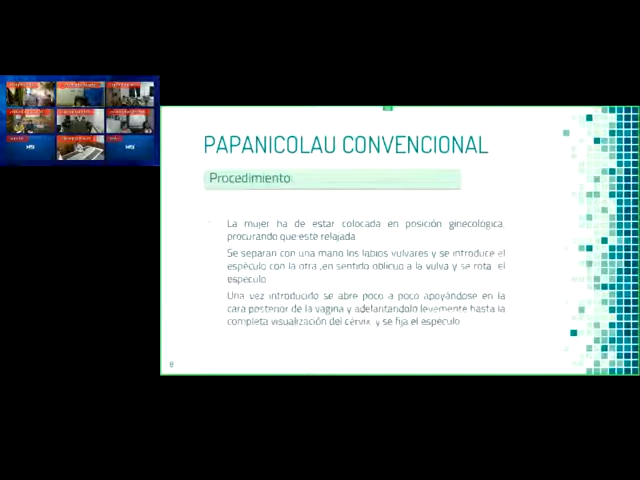 PAPANICOLAU CONVENCIONAL
Procedimiento:
La mujer ha de estar colocada en posición ginecológica,
procurando que esté relajada
Se separan con una mano los labios vulvares y se introduce el
espéculo con la otra ,en sentido oblicuo a la vulva y se rota el
espéculo
Una vez introducido se abre poco a poco apoyándose en la
cara posterior de la vagina y adelantándolo levemente hasta la
completa visualización del cérvix y se fija el espéculo
8